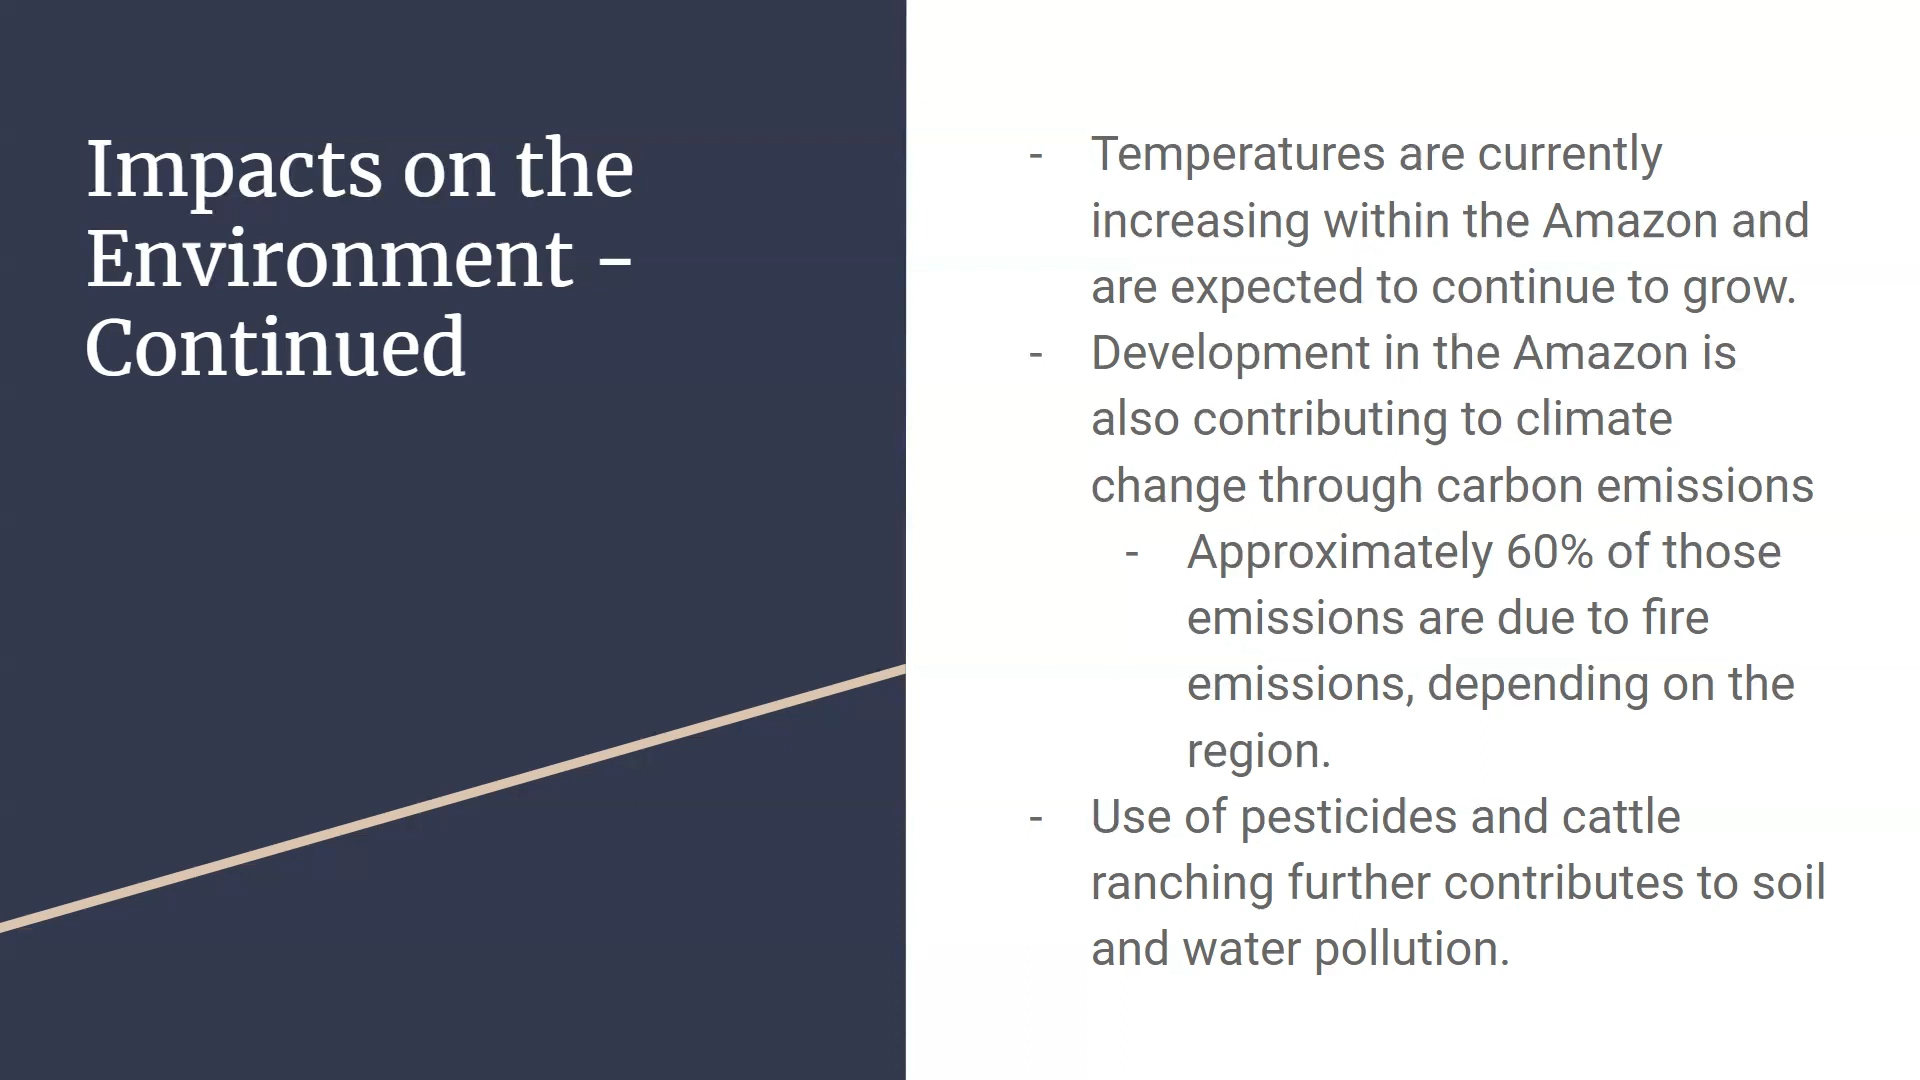 Impacts on the
Environment -
Continued
- Temperatures are currently
increasing within the Amazon and
are expected to continue to grow.
- Development in the Amazon is
also contributing to climate
change through carbon emissions
- Approximately 60% of those
emissions are due to fire
emissions, depending on the
region.
- Use of pesticides and cattle
ranching further contributes to soil
and water pollution.